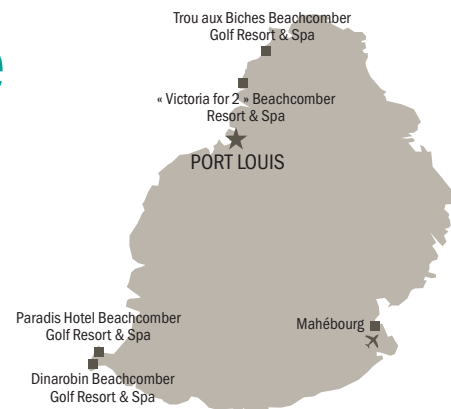 e
Trou aux Biches Beachcomber
Golf Resort & Spa
« Victoria for 2 » Beachcomber
Resort & Spa
PORT LOUIS
Mahébourg
Paradis Hotel Beachcomber
Golf Resort & Spa
Dinarobin Beachcomber
Golf Resort & Spa